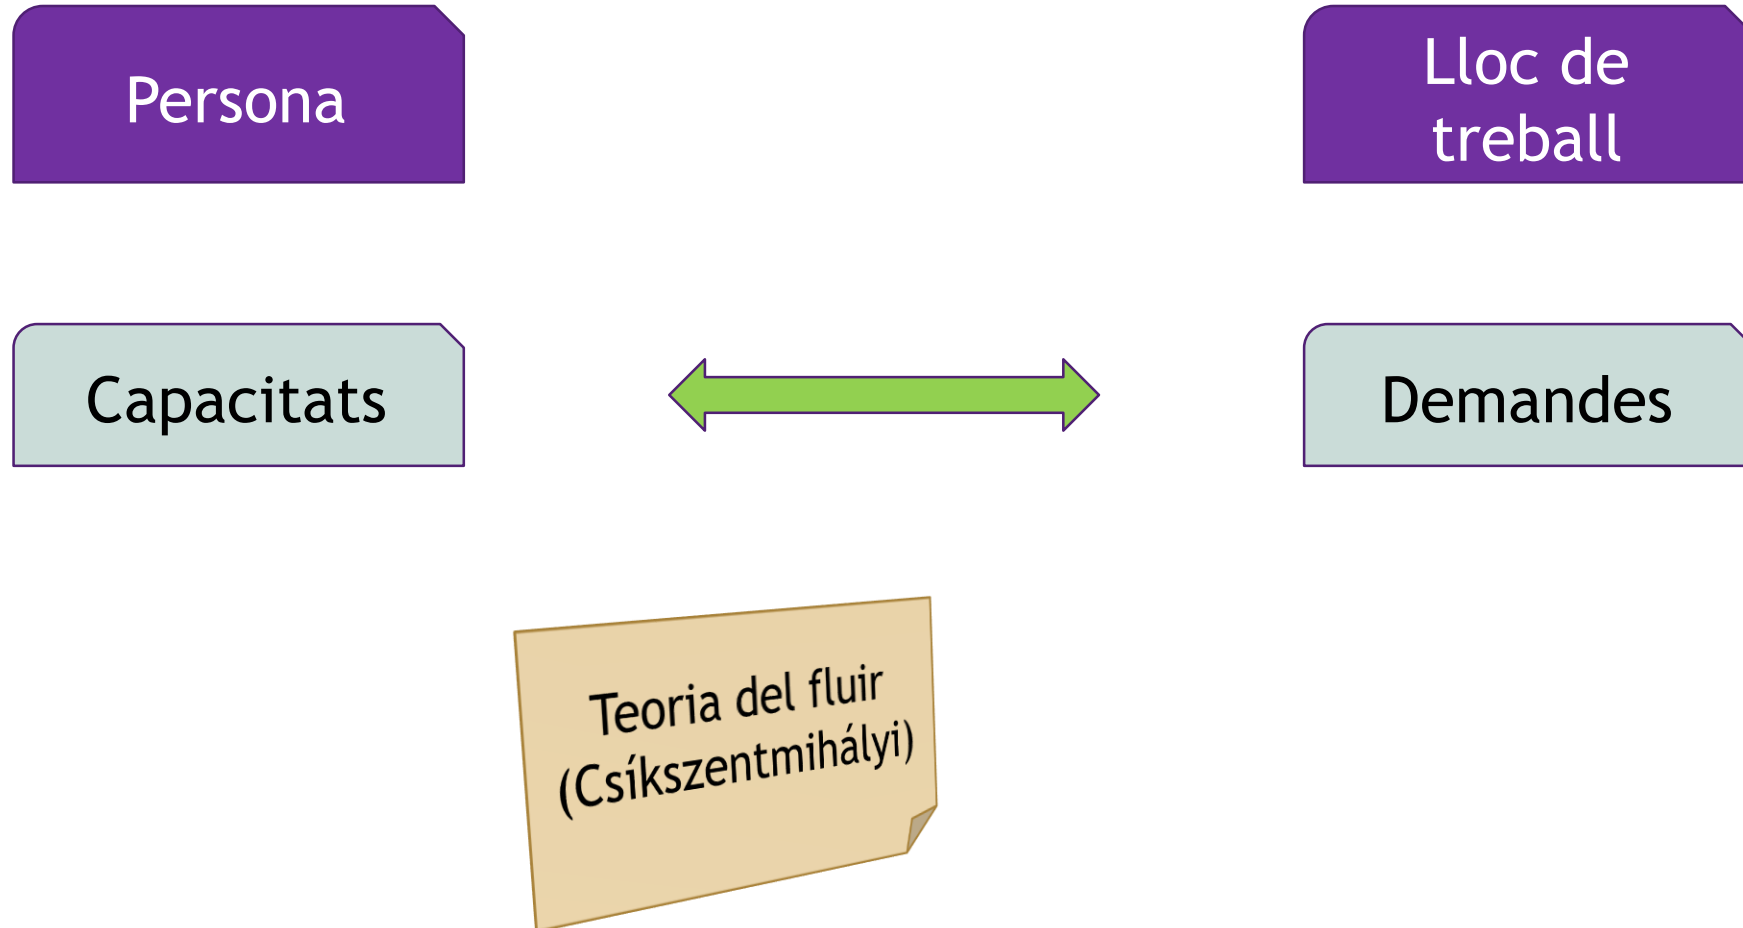 Persona
Lloc de
treball
Capacitats
Demandes
Teoria del fluir
(Csíkszentmihályi)